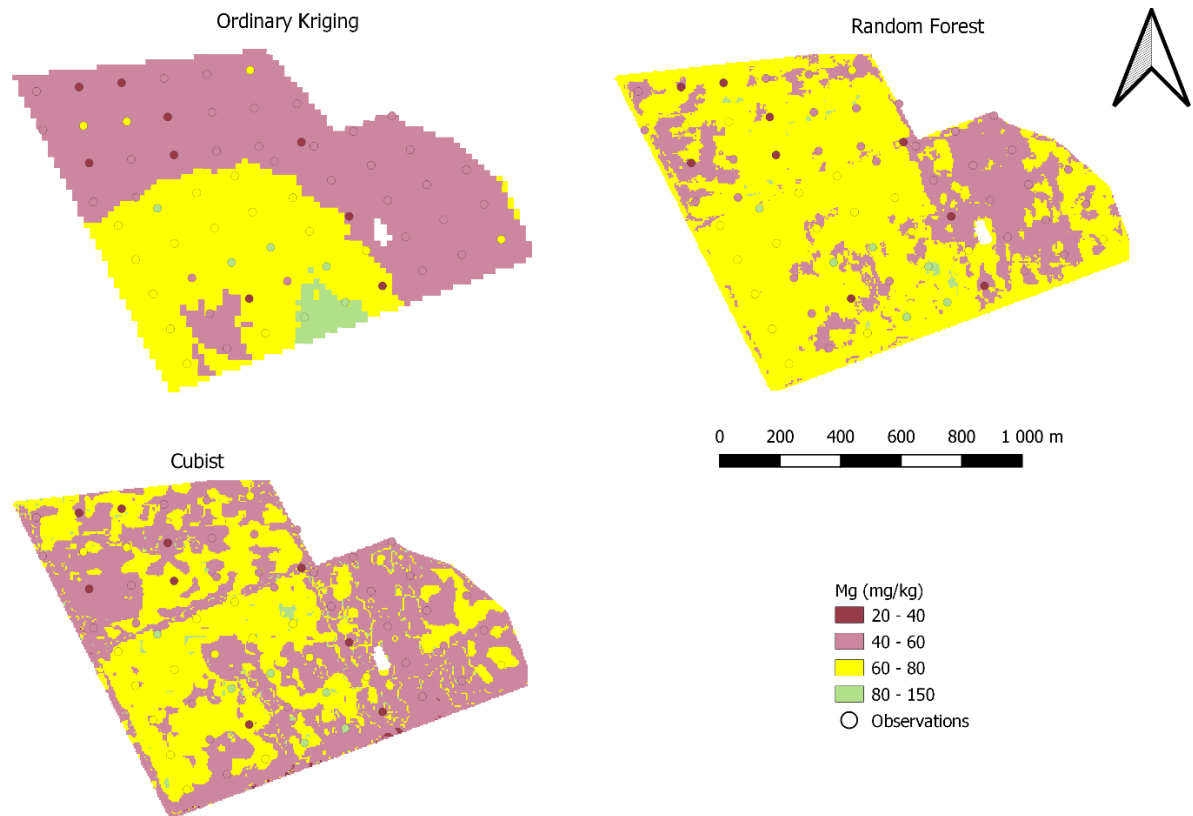 Ordinary Kriging
Random Forest
0 200 400 600 800 1 000 m
Cubist
Mg (mg/kg)
20 - 40
40 - 60
60 - 80
80 - 150
Observations